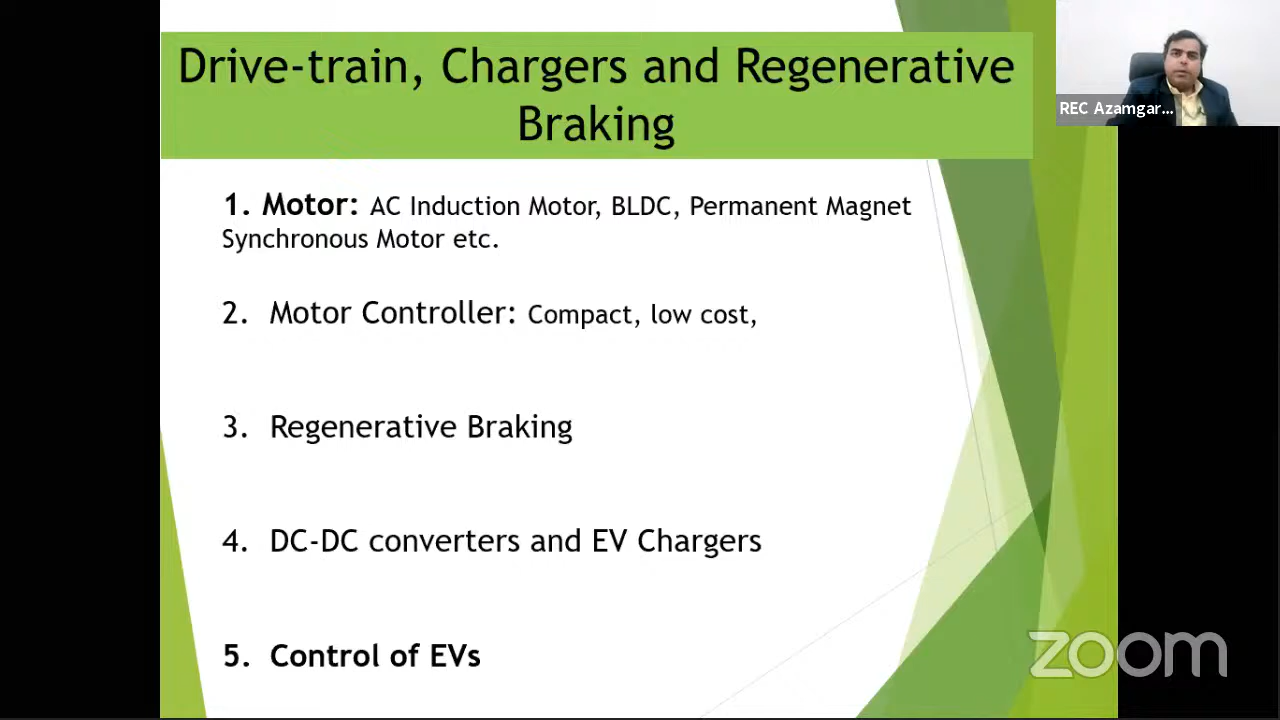 Drive-train, Chargers and Regenerative
Braking
REC Azamgar...
1. Motor: AC Induction Motor, BLDC, Permanent Magnet
Synchronous Motor etc.
2. Motor Controller: Compact, low cost,
3. Regenerative Braking
4. DC-DC converters and EV Chargers
5. Control of EVs
zoom